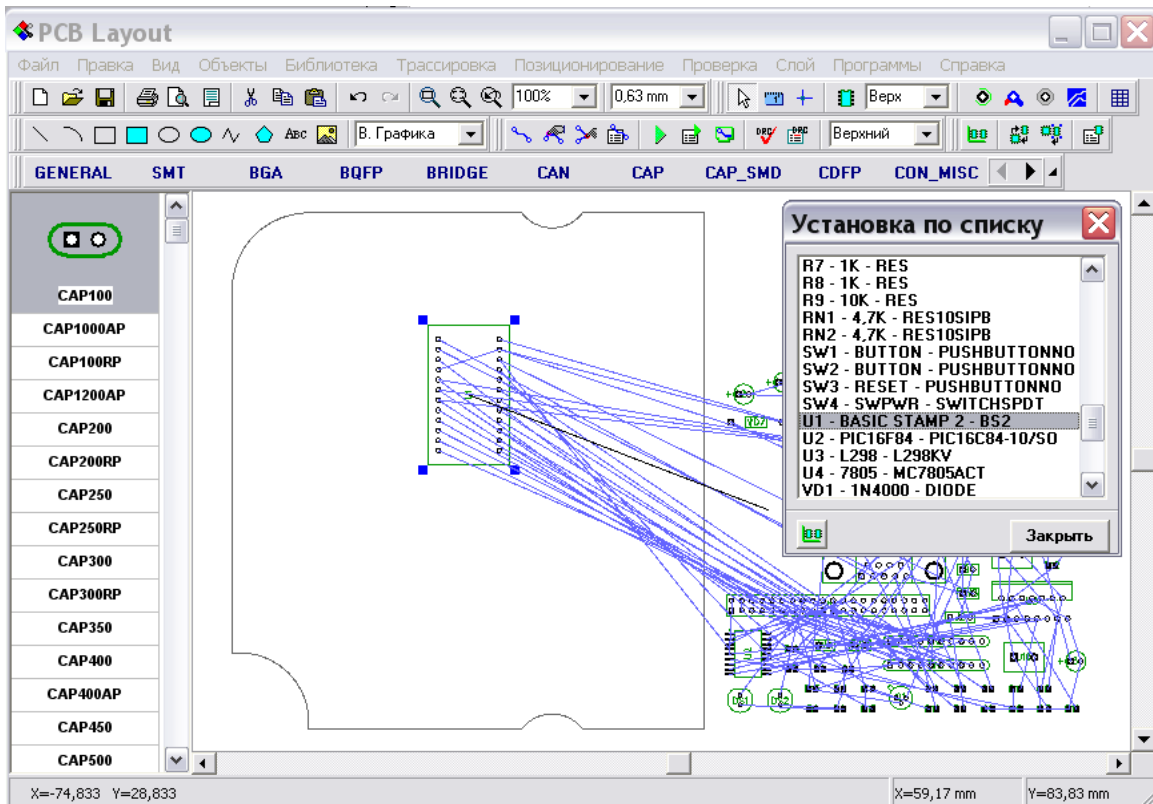 PCB Layout
Файл Правка Вид Объекты Библиотека Трассировка Позиционирование Проверка Слой Программы Справка
100% 0,63 mm Верх
Abc В. Графика DRC DRC Верхний
GENERAL SMT BGA BQFP BRIDGE CAN CAP CAP_SMD CDFP CON_MISC
CAP100
CAP1000AP
CAP100RP
CAP1200AP
CAP200
CAP200RP
CAP250
CAP250RP
CAP300
CAP300RP
CAP350
CAP400
CAP400AP
CAP450
CAP500
Установка по списку
R7 - 1K - RES
R8 - 1K - RES
R9 - 10K - RES
RN1 - 4,7K - RES10SIPB
RN2 - 4,7K - RES10SIPB
SW1 - BUTTON - PUSHBUTTONNO
SW2 - BUTTON - PUSHBUTTONNO
SW3 - RESET - PUSHBUTTONNO
SW4 - SWPWR - SWITCHSPDT
U1 - BASIC STAMP 2 - BS2
U2 - PIC16F84 - PIC16C84-10/SO
U3 - L298 - L298KV
U4 - 7805 - MC7805ACT
VD1 - 1N4000 - DIODE
Закрыть
VD7
U2
X=-74,833 Y=28,833
X=59,17 mm
Y=83,83 mm